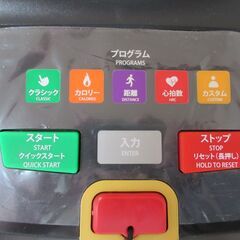 プログラム
PROGRAMS
クラシック カロリー 距離 心拍数 カスタム
CLASSIC CALORIES DISTANCE HRC CUSTOM
スタート
START
クイックスタート
QUICK START
入力
ENTER
ストップ
STOP
リセット(長押し)
HOLD TO RESET